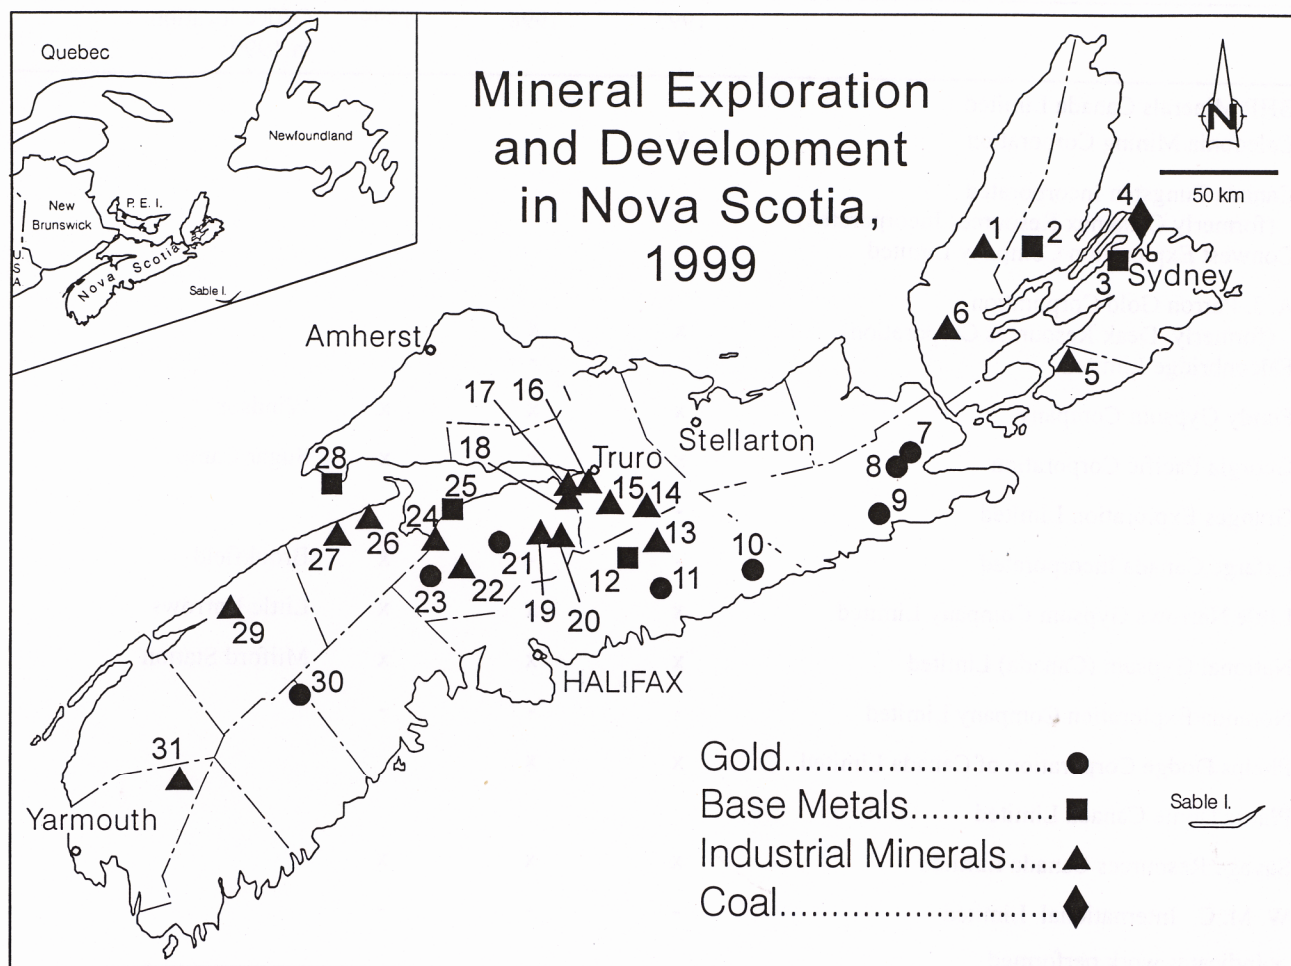 Quebec
Newfoundland
New
Brunswick
P. E. I.
U.
S
A
Nova Scotia
Sable I.
Mineral Exploration
and Development
in Nova Scotia,
1999
N
50 km
4
1
2
3
Sydney
6
5
Amherst
17
16
Stellarton
7
8
18
Truro
28
25
15
14
9
24
26
27
21
13
10
12
11
23
22
19
20
29
HALIFAX
30
31
Yarmouth
Gold
Base Metals
Industrial Minerals
Coal
Sable I.